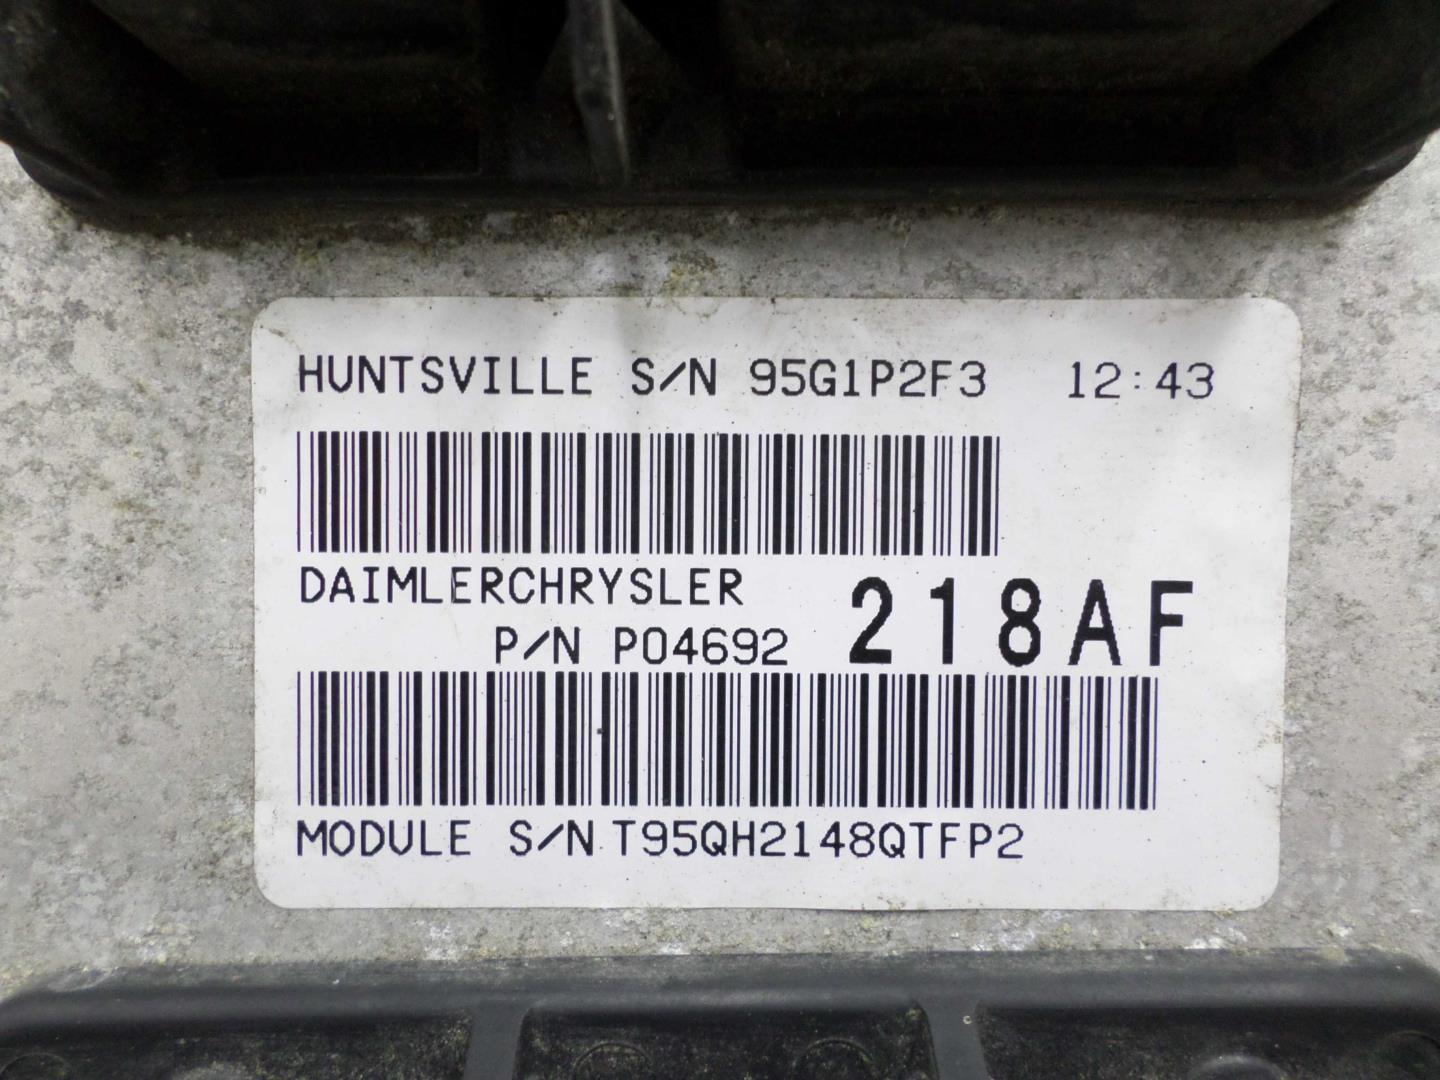 HUNTSVILLE S/N 95G1P2F3 12:43
DAIMLERCHRYSLER
P/N P04692 218AF
MODULE S/N T95QH2148QTFP2